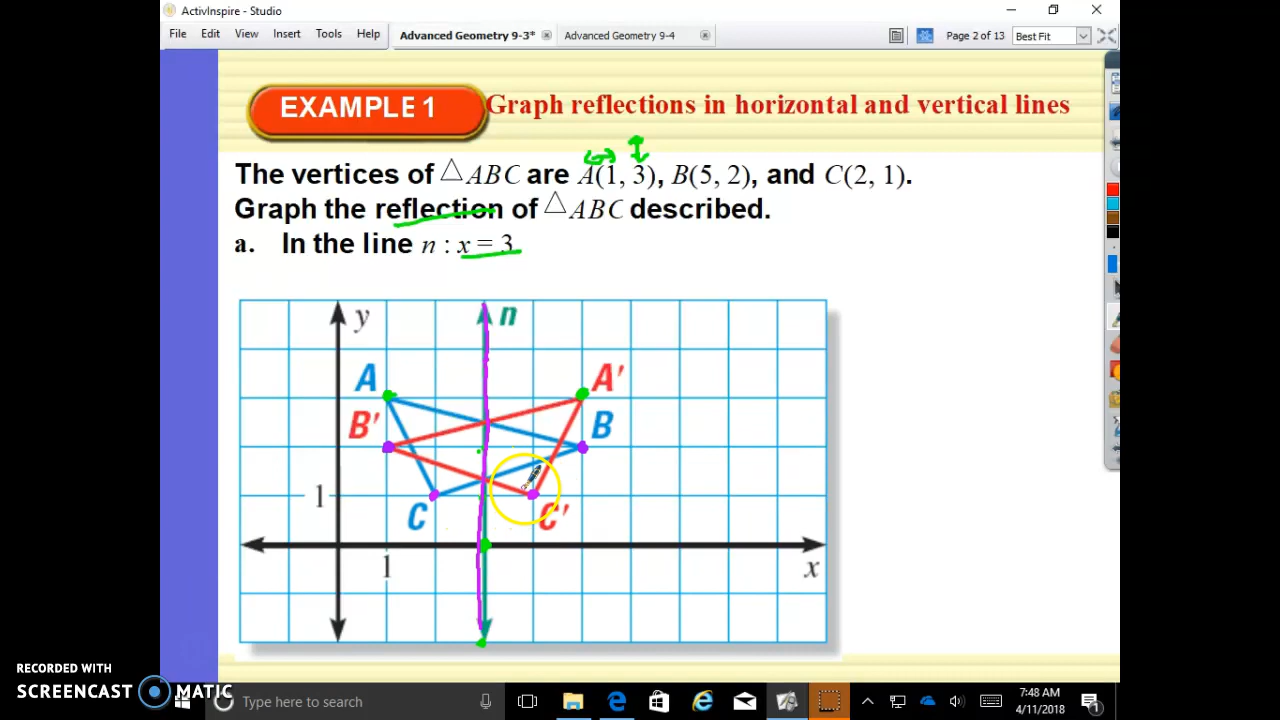 ActivInspire - Studio
File Edit View Insert Tools Help
Advanced Geometry 9-3* Advanced Geometry 9-4
Page 2 of 13 Best Fit
EXAMPLE 1
Graph reflections in horizontal and vertical lines
The vertices of △ABC are A(1, 3), B(5, 2), and C(2, 1).
Graph the reflection of △ABC described.
a. In the line n : x = 3
y n
A A'
B' B
1
C C'
1 x
RECORDED WITH
SCREENCAST MATIC
Type here to search
7:48 AM
4/11/2018
1